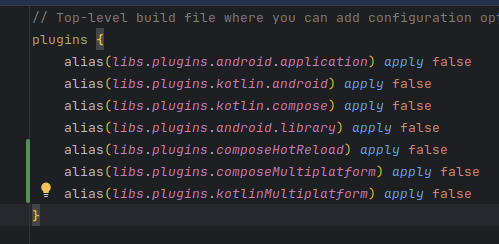 // Top-level build file where you can add configuration opt
plugins {
alias(libs.plugins.android.application) apply false
alias(libs.plugins.kotlin.android) apply false
alias(libs.plugins.kotlin.compose) apply false
alias(libs.plugins.android.library) apply false
alias(libs.plugins.composeHotReload) apply false
alias(libs.plugins.composeMultiplatform) apply false
alias(libs.plugins.kotlinMultiplatform) apply false
}